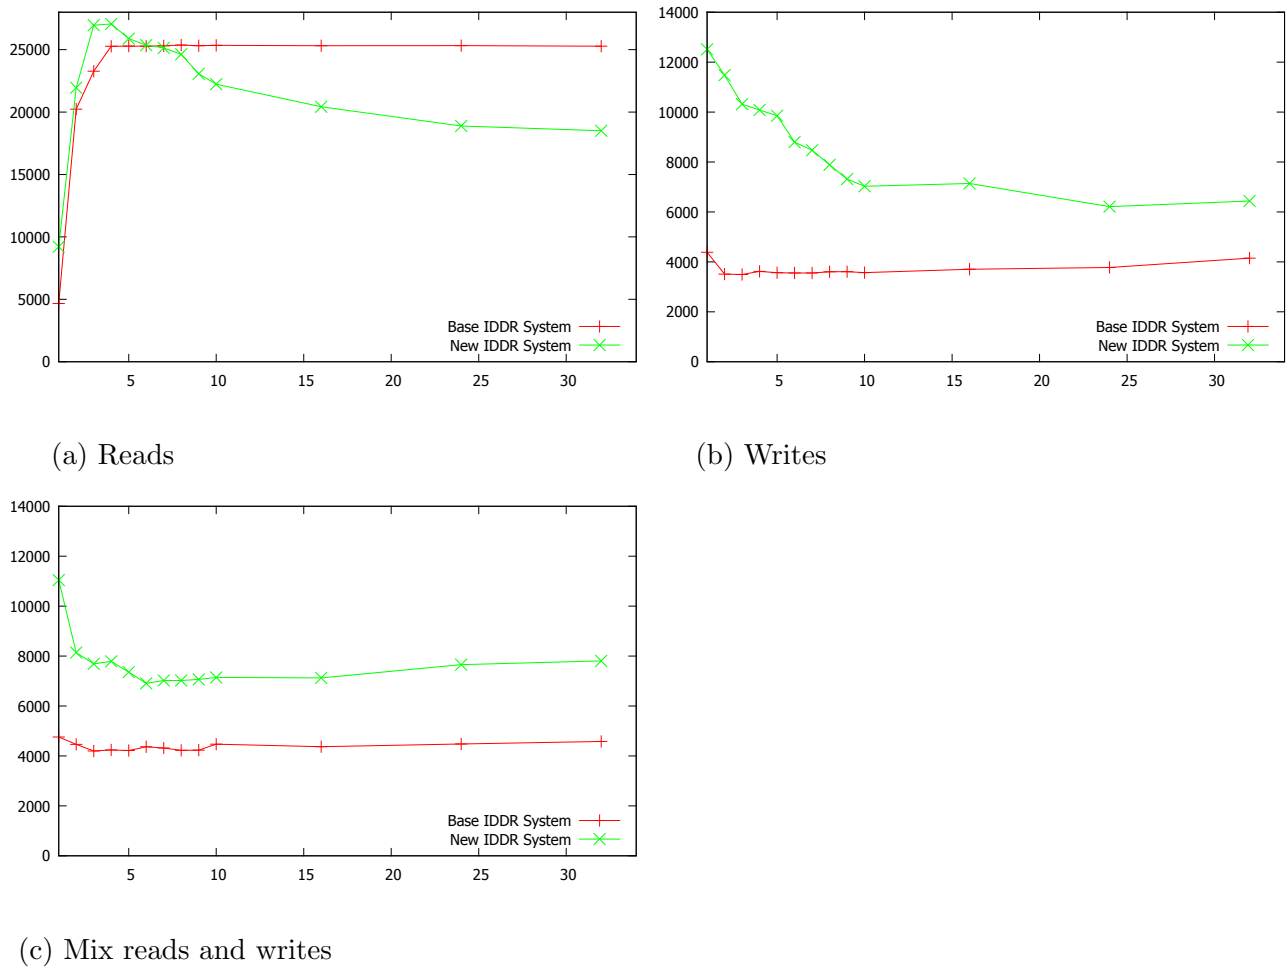 25000
20000
15000
10000
5000
0
Base IDDR System
New IDDR System
5 10 15 20 25 30
(a) Reads
14000
12000
10000
8000
6000
4000
2000
0
Base IDDR System
New IDDR System
5 10 15 20 25 30
(b) Writes
14000
12000
10000
8000
6000
4000
2000
0
Base IDDR System
New IDDR System
5 10 15 20 25 30
(c) Mix reads and writes